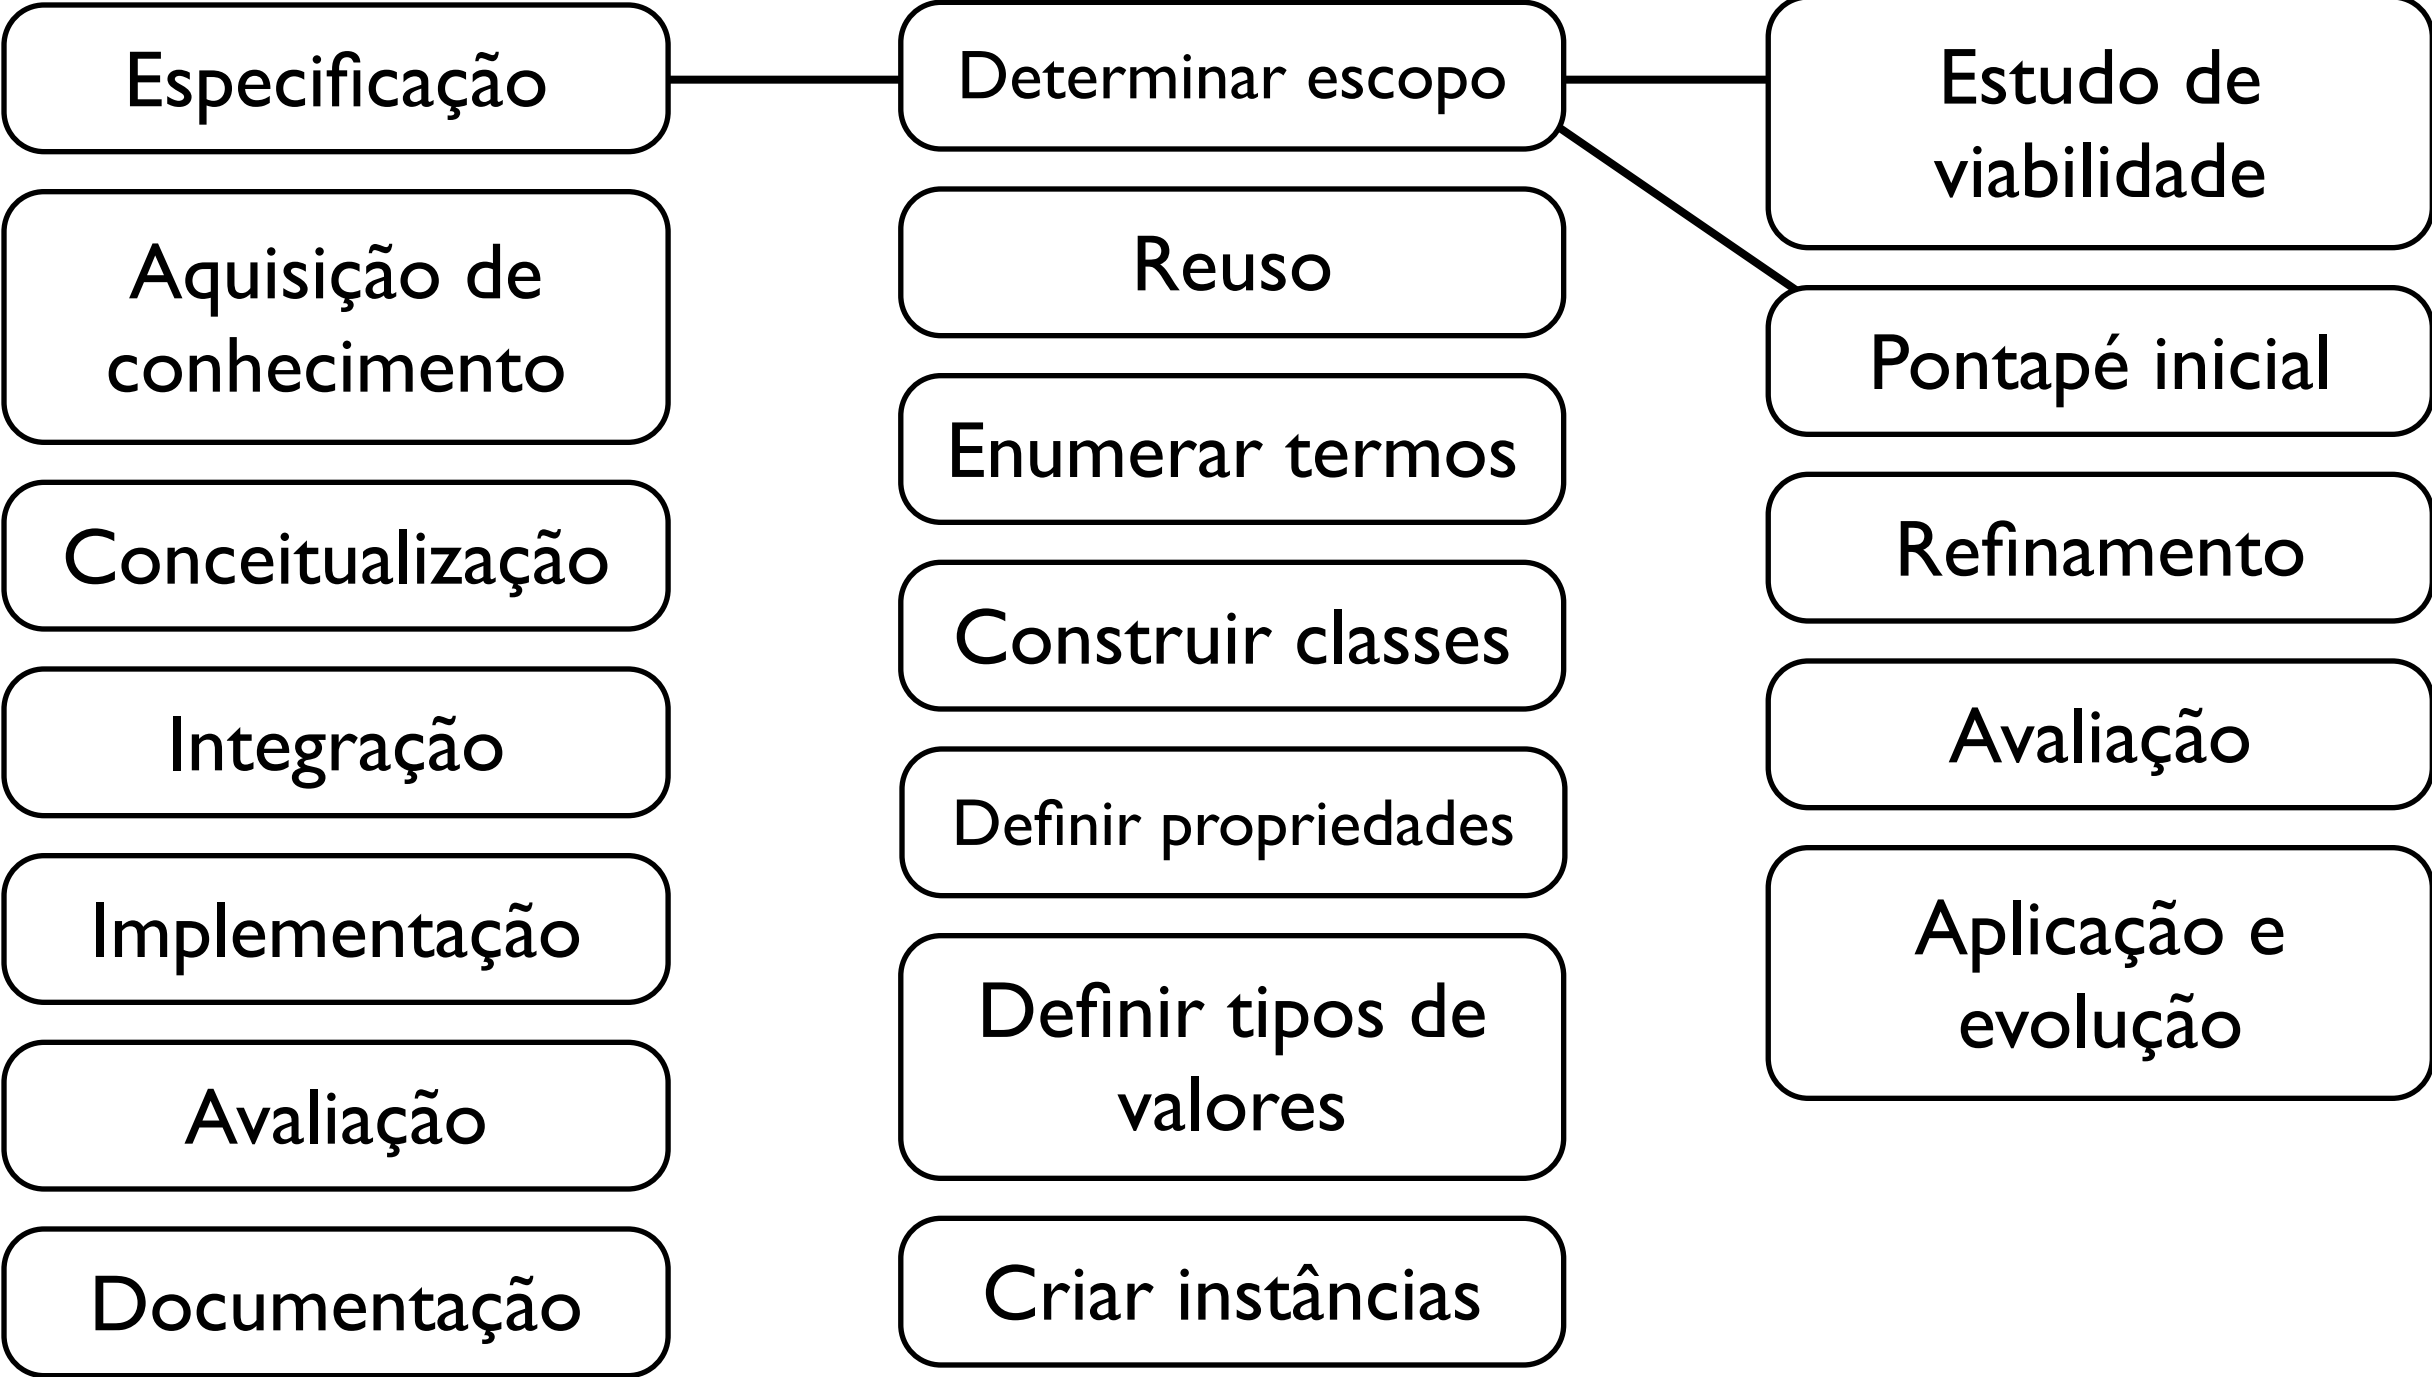 Especificação
Aquisição de
conhecimento
Conceitualização
Integração
Implementação
Avaliação
Documentação
Determinar escopo
Reuso
Enumerar termos
Construir classes
Definir propriedades
Definir tipos de
valores
Criar instâncias
Estudo de
viabilidade
Pontapé inicial
Refinamento
Avaliação
Aplicação e
evolução